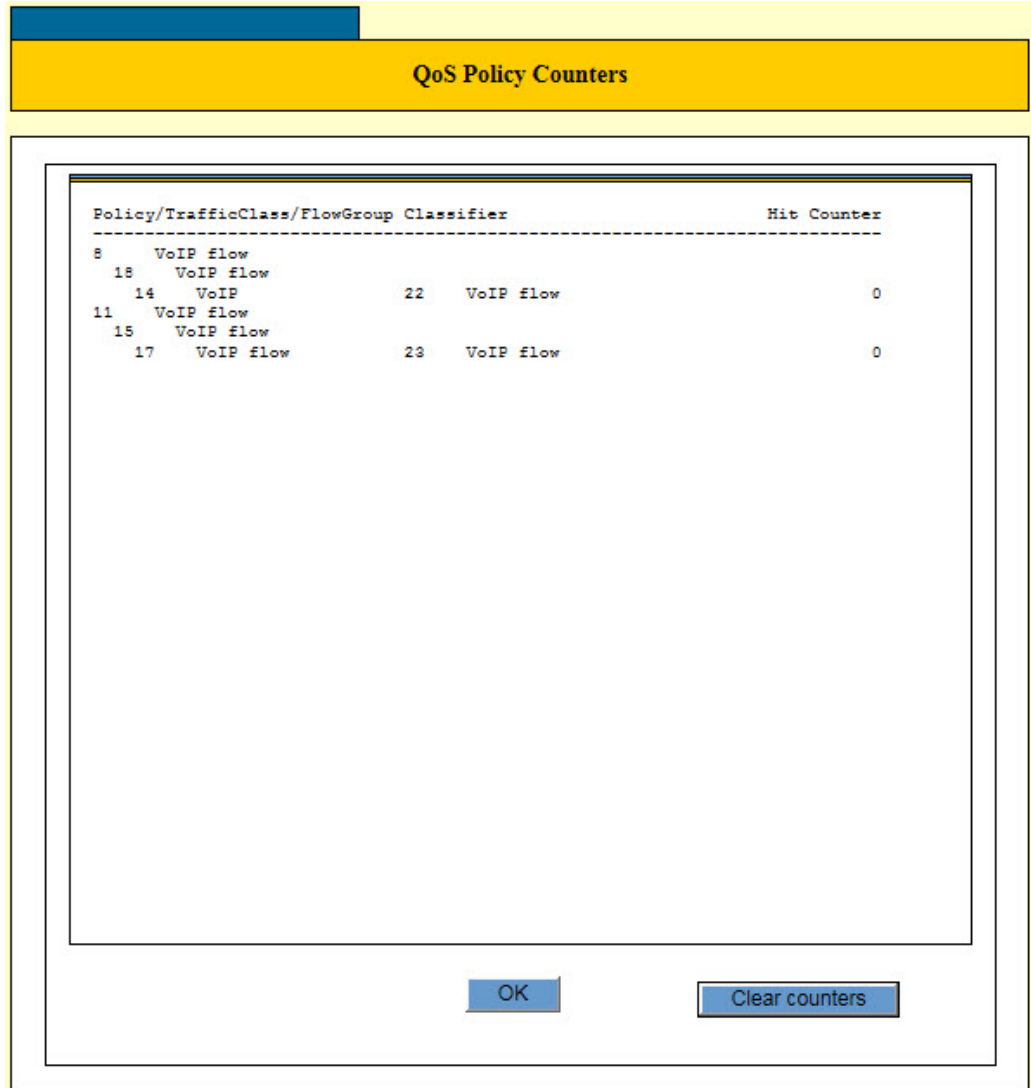 QoS Policy Counters
Policy/TrafficClass/FlowGroup Classifier                         Hit Counter
----------------------------------------------------------------------------
8     VoIP flow
  18    VoIP flow
    14    VoIP                22    VoIP flow                              0
11    VoIP flow
  15    VoIP flow
    17    VoIP flow           23    VoIP flow                              0
OK    Clear counters